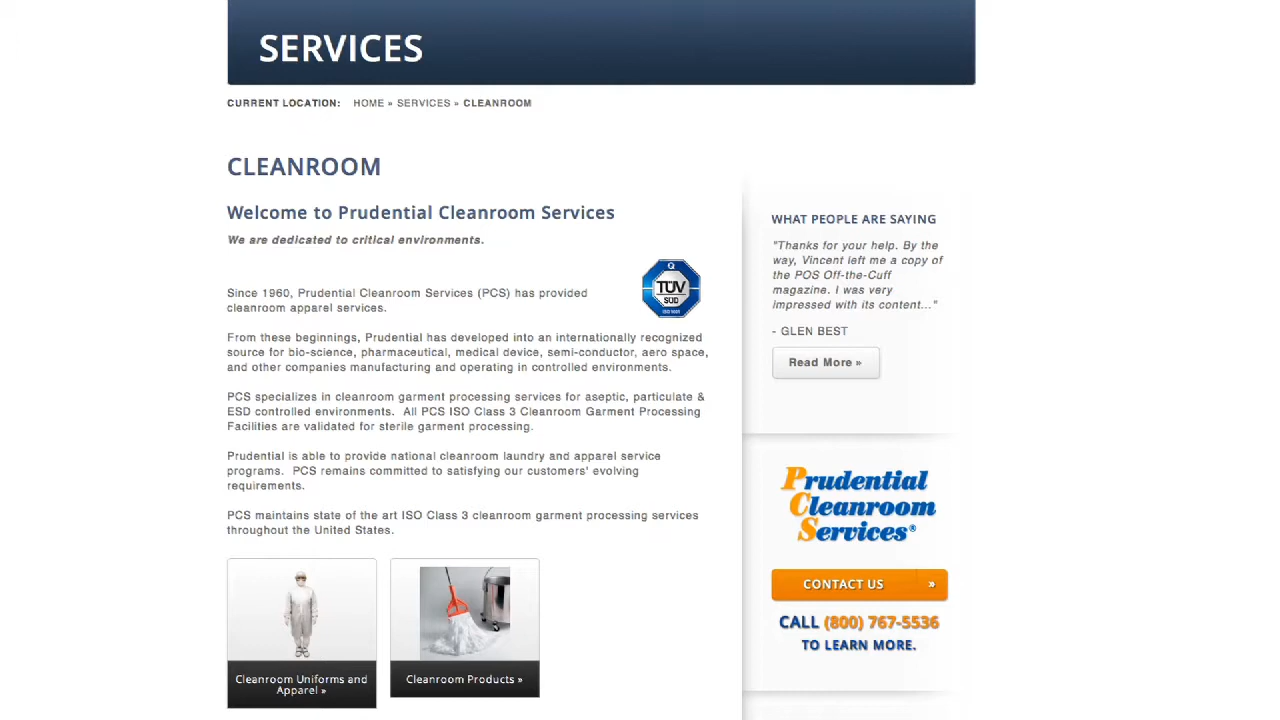 SERVICES
CURRENT LOCATION: HOME » SERVICES » CLEANROOM
CLEANROOM
Welcome to Prudential Cleanroom Services
We are dedicated to critical environments.
Since 1960, Prudential Cleanroom Services (PCS) has provided
cleanroom apparel services.
Q
TÜV
SÜD
ISO 9001
From these beginnings, Prudential has developed into an internationally recognized
source for bio-science, pharmaceutical, medical device, semi-conductor, aero space,
and other companies manufacturing and operating in controlled environments.
PCS specializes in cleanroom garment processing services for aseptic, particulate &
ESD controlled environments.  All PCS ISO Class 3 Cleanroom Garment Processing
Facilities are validated for sterile garment processing.
Prudential is able to provide national cleanroom laundry and apparel service
programs.  PCS remains committed to satisfying our customers' evolving
requirements.
PCS maintains state of the art ISO Class 3 cleanroom garment processing services
throughout the United States.
Cleanroom Uniforms and
Apparel »
Cleanroom Products »
WHAT PEOPLE ARE SAYING
"Thanks for your help. By the
way, Vincent left me a copy of
the POS Off-the-Cuff
magazine. I was very
impressed with its content..."
- GLEN BEST
Read More »
Prudential
Cleanroom
Services®
CONTACT US »
CALL (800) 767-5536
TO LEARN MORE.